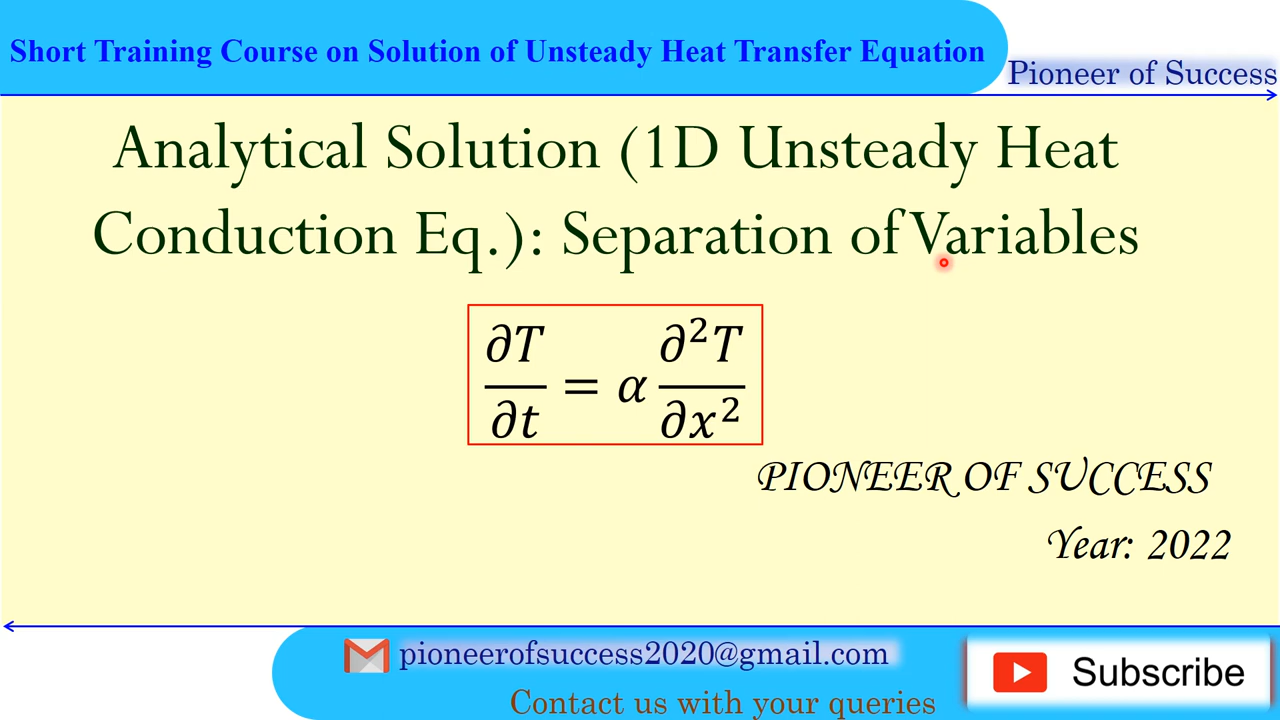 Short Training Course on Solution of Unsteady Heat Transfer Equation
Pioneer of Success
Analytical Solution (1D Unsteady Heat
Conduction Eq.): Separation of Variables
∂T/∂t = α ∂²T/∂x²
PIONEER OF SUCCESS
Year: 2022
pioneerofsuccess2020@gmail.com
Subscribe
Contact us with your queries